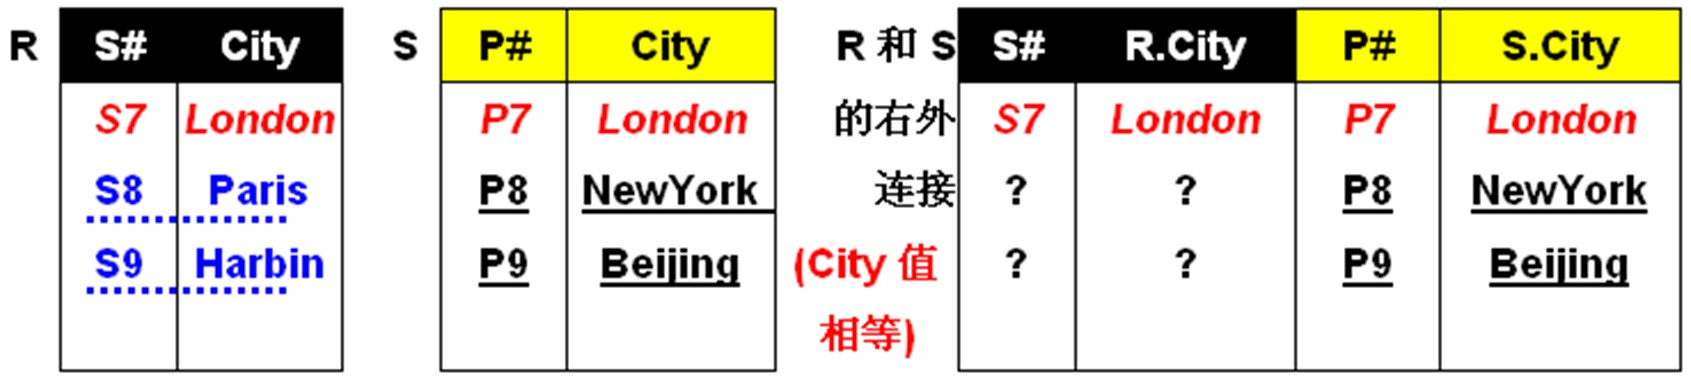 R S# City S P# City R 和 S S# R.City P# S.City
S7 London P7 London 的右外 S7 London P7 London
S8 Paris P8 NewYork 连接 ? ? P8 NewYork
S9 Harbin P9 Beijing (City 值 ? ? P9 Beijing
相等)